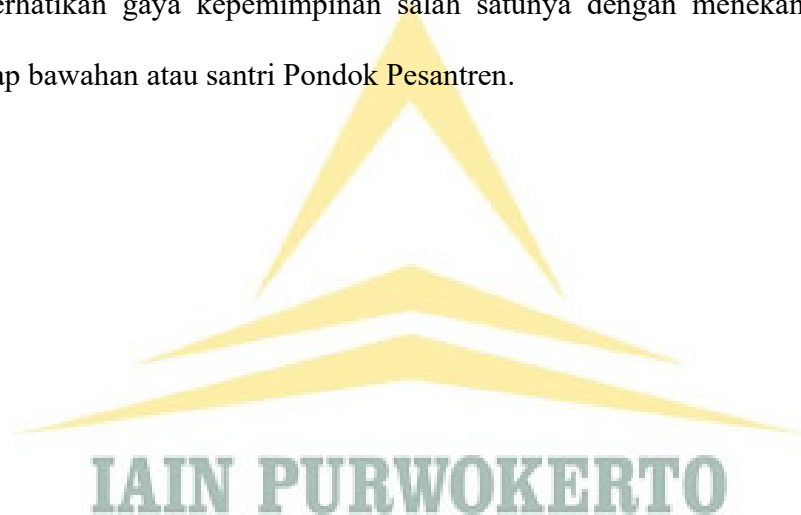 gaya kepemimpinan salah satunya dengan
bawahan atau santri Pondok Pesantren.
IAIN PURWOKERTO